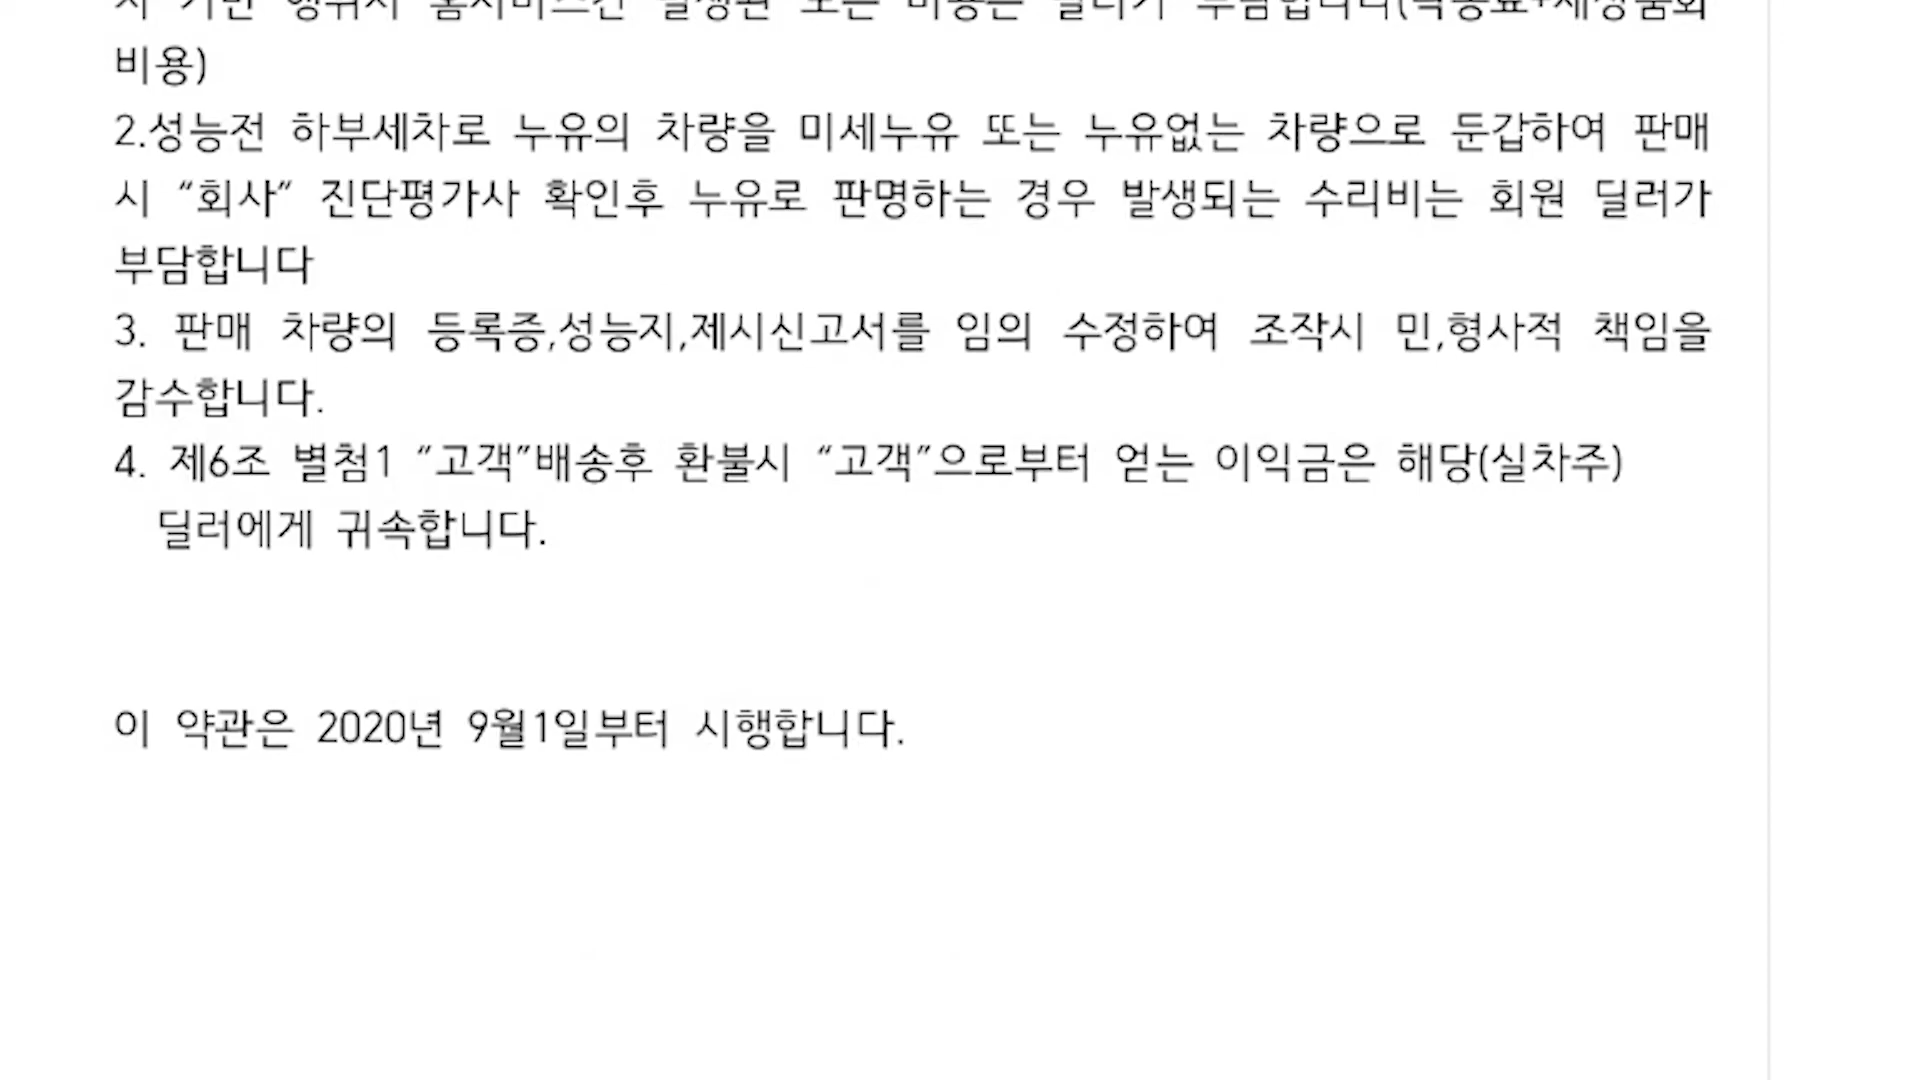 비용)
2.성능전 하부세차로 누유의 차량을 미세누유 또는 누유없는 차량으로 둔갑하여 판매
시 “회사” 진단평가사 확인후 누유로 판명하는 경우 발생되는 수리비는 회원 딜러가
부담합니다
3. 판매 차량의 등록증,성능지,제시신고서를 임의 수정하여 조작시 민,형사적 책임을
감수합니다.
4. 제6조 별첨1 “고객”배송후 환불시 “고객”으로부터 얻는 이익금은 해당(실차주)
딜러에게 귀속합니다.
이 약관은 2020년 9월1일부터 시행합니다.